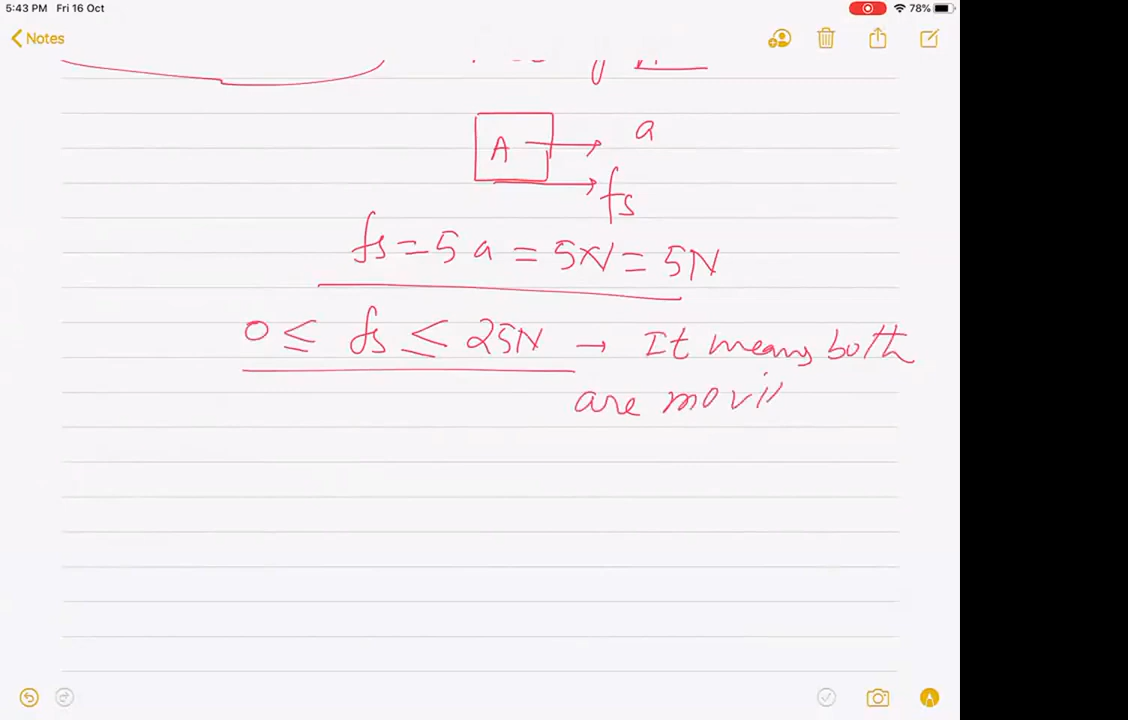 5:43 PM Fri 16 Oct
78%
Notes
A
a
fs
fs = 5 a = 5×1 = 5N
0 ≤ fs ≤ 25N → It means both
are movi